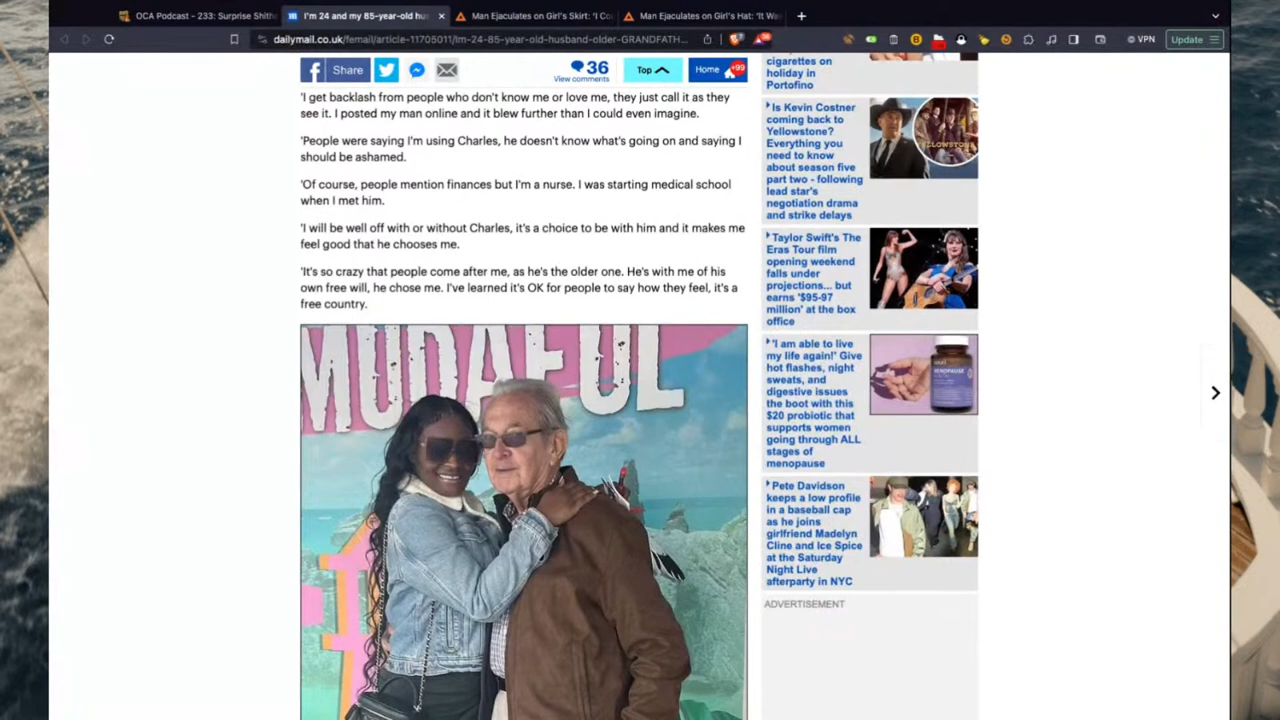 OCA Podcast – 233: Surprise Shith
I'm 24 and my 85-year-old hus
Man Ejaculates on Girl's Skirt: 'I Co
Man Ejaculates on Girl's Hat: 'It Wa
dailymail.co.uk/femail/article-11705011/Im-24-85-year-old-husband-older-GRANDFATH...
VPN
Update
Share
36
View comments
Top
Home
+99
'I get backlash from people who don't know me or love me, they just call it as they
see it. I posted my man online and it blew further than I could even imagine.
'People were saying I'm using Charles, he doesn't know what's going on and saying I
should be ashamed.
'Of course, people mention finances but I'm a nurse. I was starting medical school
when I met him.
'I will be well off with or without Charles, it's a choice to be with him and it makes me
feel good that he chooses me.
'It's so crazy that people come after me, as he's the older one. He's with me of his
own free will, he chose me. I've learned it's OK for people to say how they feel, it's a
free country.
cigarettes on
holiday in
Portofino
Is Kevin Costner
coming back to
Yellowstone?
Everything you
need to know
about season five
part two - following
lead star's
negotiation drama
and strike delays
YELLOWSTONE
Taylor Swift's The
Eras Tour film
opening weekend
falls under
projections... but
earns '$95-97
million' at the box
office
'I am able to live
my life again!' Give
hot flashes, night
sweats, and
digestive issues
the boot with this
$20 probiotic that
supports women
going through ALL
stages of
menopause
MENOPAUSE
Pete Davidson
keeps a low profile
in a baseball cap
as he joins
girlfriend Madelyn
Cline and Ice Spice
at the Saturday
Night Live
afterparty in NYC
ADVERTISEMENT